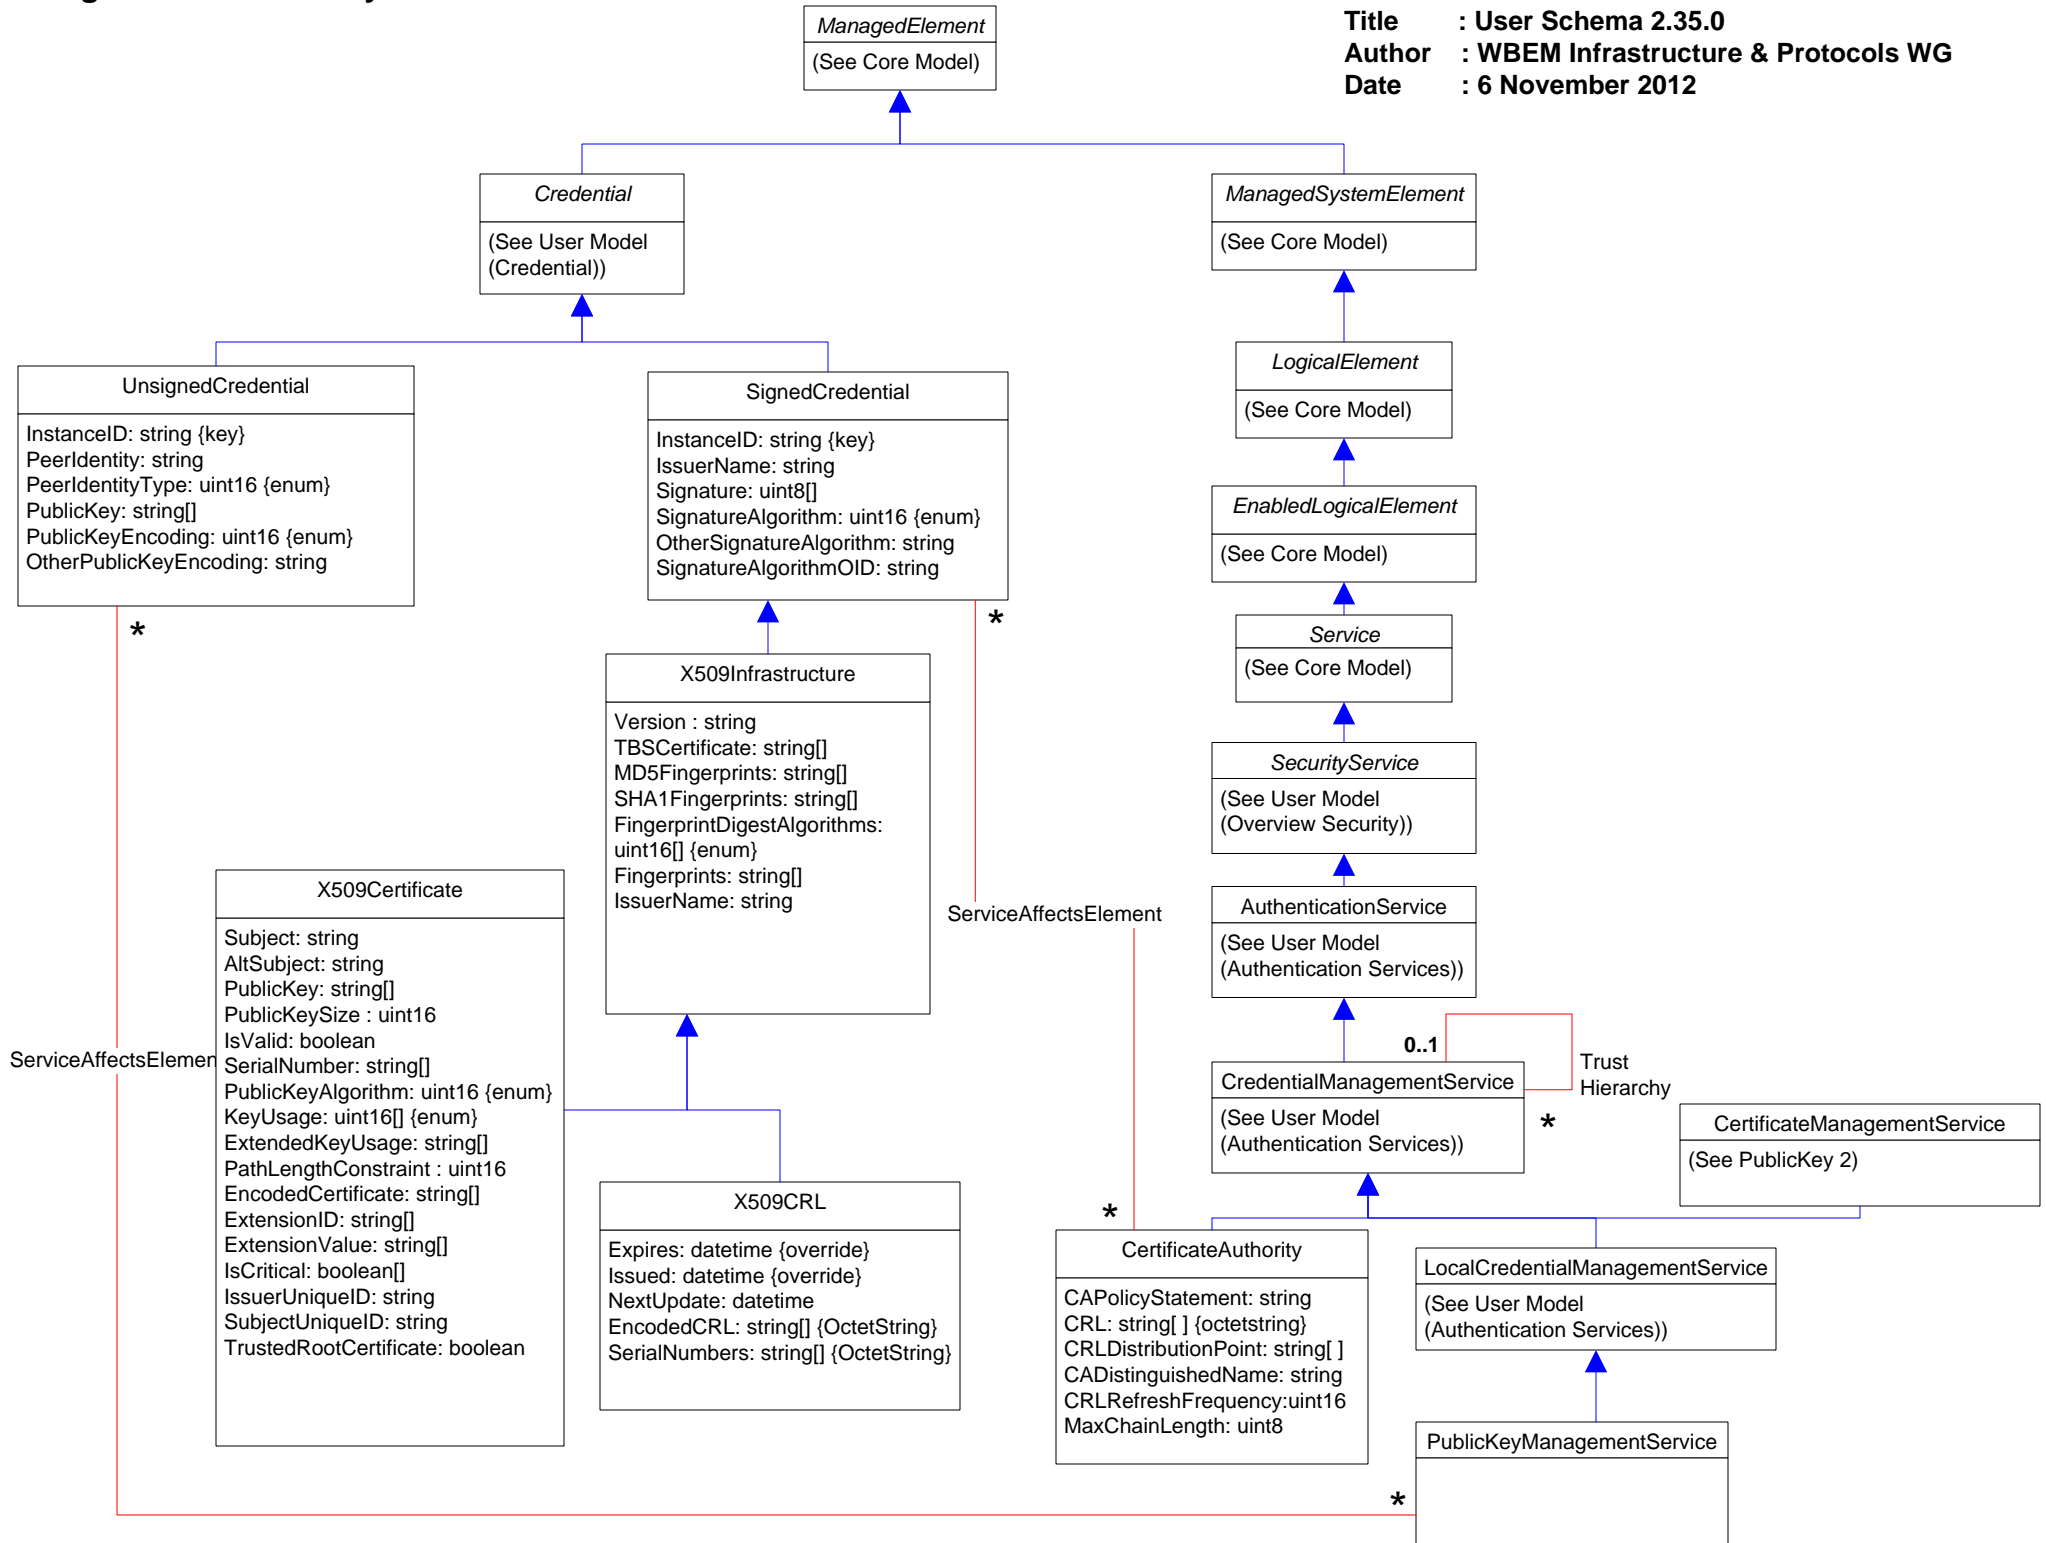 Title : User Schema 2.35.0
Author : WBEM Infrastructure & Protocols WG
Date : 6 November 2012
ManagedElement
(See Core Model)
Credential
(See User Model
(Credential))
ManagedSystemElement
(See Core Model)
LogicalElement
(See Core Model)
EnabledLogicalElement
(See Core Model)
Service
(See Core Model)
SecurityService
(See User Model
(Overview Security))
AuthenticationService
(See User Model
(Authentication Services))
UnsignedCredential
InstanceID: string {key}
PeerIdentity: string
PeerIdentityType: uint16 {enum}
PublicKey: string[]
PublicKeyEncoding: uint16 {enum}
OtherPublicKeyEncoding: string
*
SignedCredential
InstanceID: string {key}
IssuerName: string
Signature: uint8[]
SignatureAlgorithm: uint16 {enum}
OtherSignatureAlgorithm: string
SignatureAlgorithmOID: string
*
X509Infrastructure
Version : string
TBSCertificate: string[]
MD5Fingerprints: string[]
SHA1Fingerprints: string[]
FingerprintDigestAlgorithms:
uint16[] {enum}
Fingerprints: string[]
IssuerName: string
ServiceAffectsElement
ServiceAffectsElemen
X509Certificate
Subject: string
AltSubject: string
PublicKey: string[]
PublicKeySize : uint16
IsValid: boolean
SerialNumber: string[]
PublicKeyAlgorithm: uint16 {enum}
KeyUsage: uint16[] {enum}
ExtendedKeyUsage: string[]
PathLengthConstraint : uint16
EncodedCertificate: string[]
ExtensionID: string[]
ExtensionValue: string[]
IsCritical: boolean[]
IssuerUniqueID: string
SubjectUniqueID: string
TrustedRootCertificate: boolean
X509CRL
Expires: datetime {override}
Issued: datetime {override}
NextUpdate: datetime
EncodedCRL: string[] {OctetString}
SerialNumbers: string[] {OctetString}
0..1
Trust
Hierarchy
CredentialManagementService
(See User Model
(Authentication Services))
*
CertificateManagementService
(See PublicKey 2)
*
CertificateAuthority
CAPolicyStatement: string
CRL: string[ ] {octetstring}
CRLDistributionPoint: string[ ]
CADistinguishedName: string
CRLRefreshFrequency:uint16
MaxChainLength: uint8
LocalCredentialManagementService
(See User Model
(Authentication Services))
PublicKeyManagementService
*